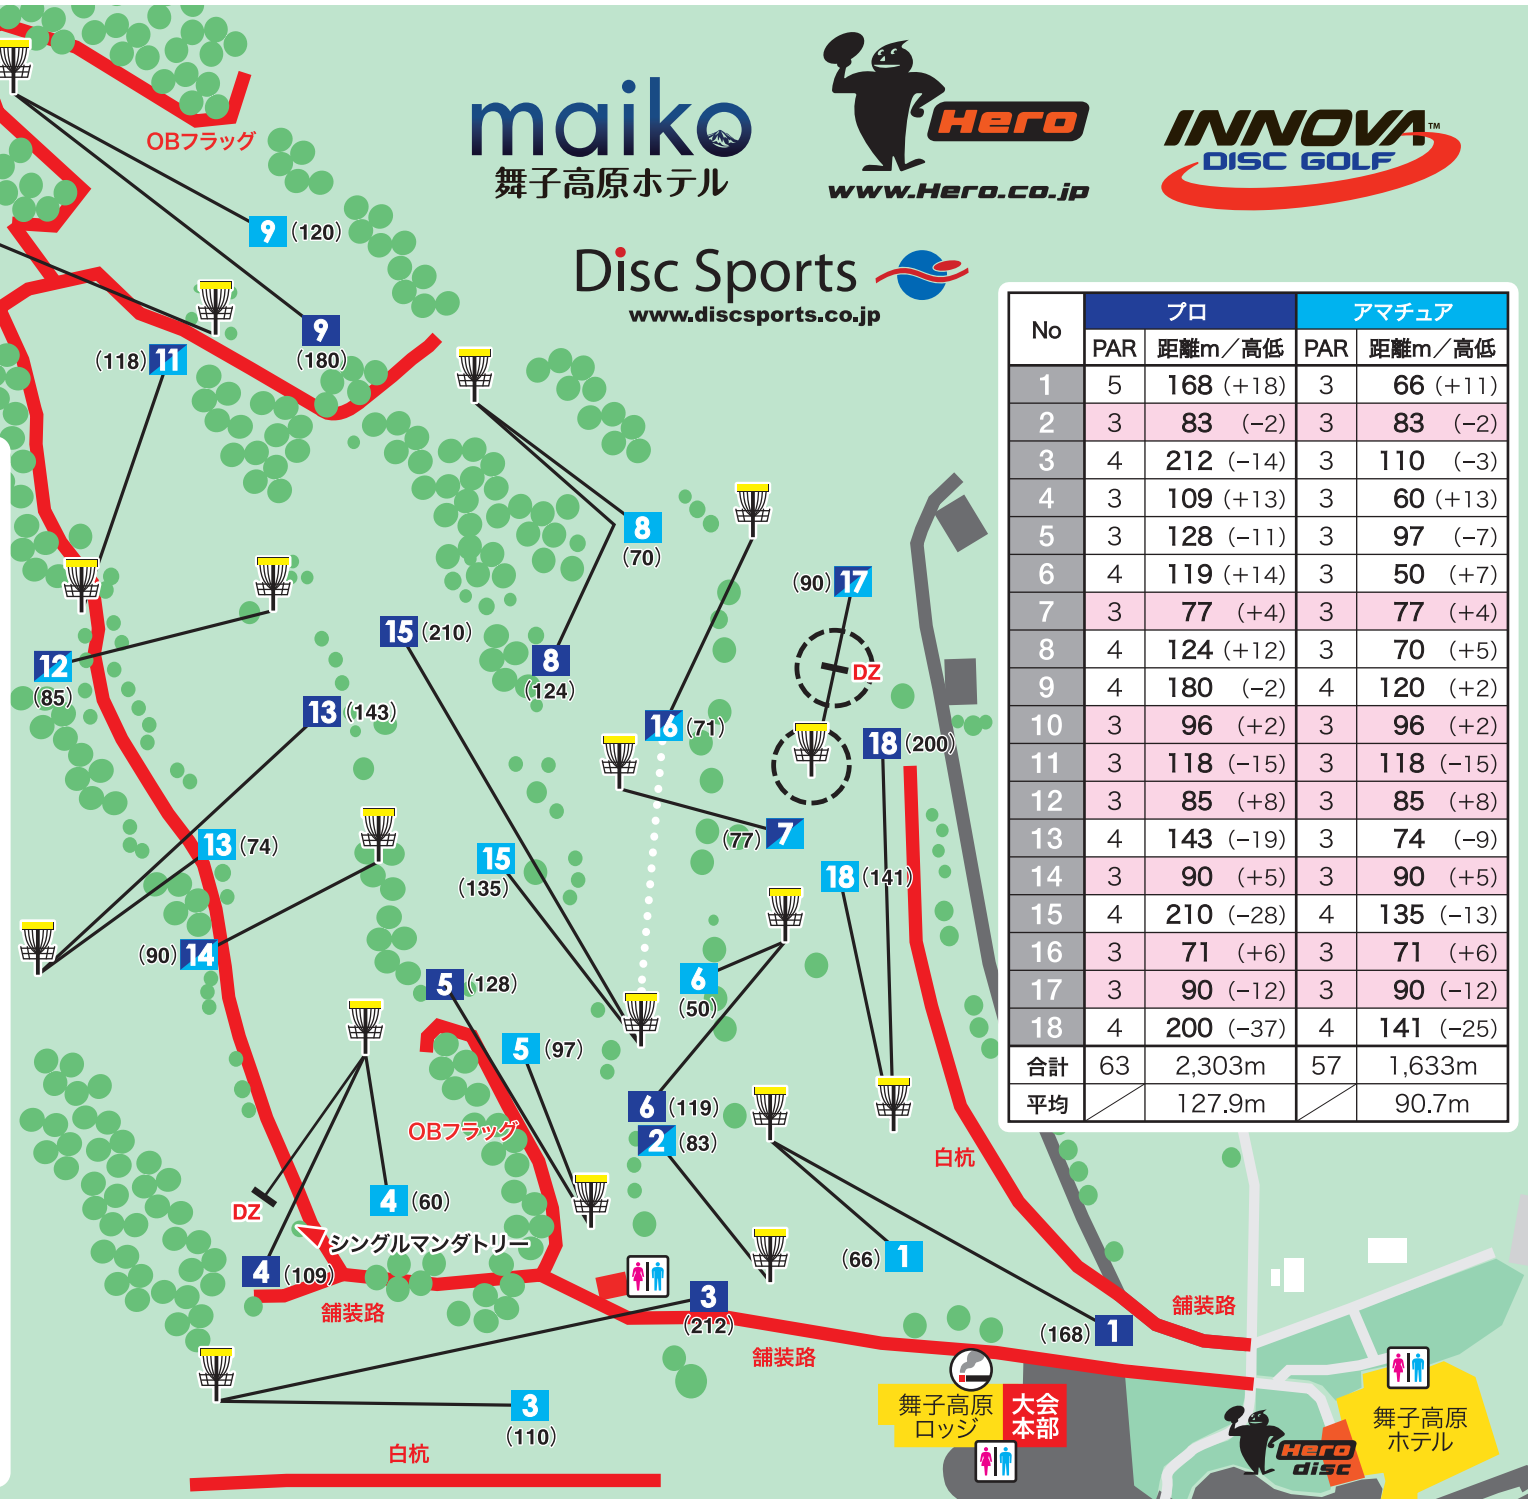 maiko
舞子高原ホテル
Hero
www.Hero.co.jp
INNOVA™
DISC GOLF
Disc Sports
www.discsports.co.jp
OBフラッグ
9 (120)
9
(180)
(118) 11
8
(70)
8
(124)
(90) 17
DZ
15 (210)
12
(85)
13 (143)
16 (71)
18 (200)
(77) 7
13 (74)
15
(135)
18 (141)
(90) 14
5 (128)
6
(50)
5 (97)
6 (119)
2 (83)
OBフラッグ
白杭
4 (60)
DZ
シングルマンダトリー
4 (109)
(66) 1
舗装路
3
(212)
(168) 1
舗装路
舗装路
3
(110)
白杭
舞子高原
ロッジ
大会
本部
舞子高原
ホテル
Hero
disc
No プロ アマチュア
PAR 距離m／高低 PAR 距離m／高低
1 5 168 (+18) 3 66 (+11)
2 3 83 (−2) 3 83 (−2)
3 4 212 (−14) 3 110 (−3)
4 3 109 (+13) 3 60 (+13)
5 3 128 (−11) 3 97 (−7)
6 4 119 (+14) 3 50 (+7)
7 3 77 (+4) 3 77 (+4)
8 4 124 (+12) 3 70 (+5)
9 4 180 (−2) 4 120 (+2)
10 3 96 (+2) 3 96 (+2)
11 3 118 (−15) 3 118 (−15)
12 3 85 (+8) 3 85 (+8)
13 4 143 (−19) 3 74 (−9)
14 3 90 (+5) 3 90 (+5)
15 4 210 (−28) 4 135 (−13)
16 3 71 (+6) 3 71 (+6)
17 3 90 (−12) 3 90 (−12)
18 4 200 (−37) 4 141 (−25)
合計 63 2,303m 57 1,633m
平均 127.9m 90.7m